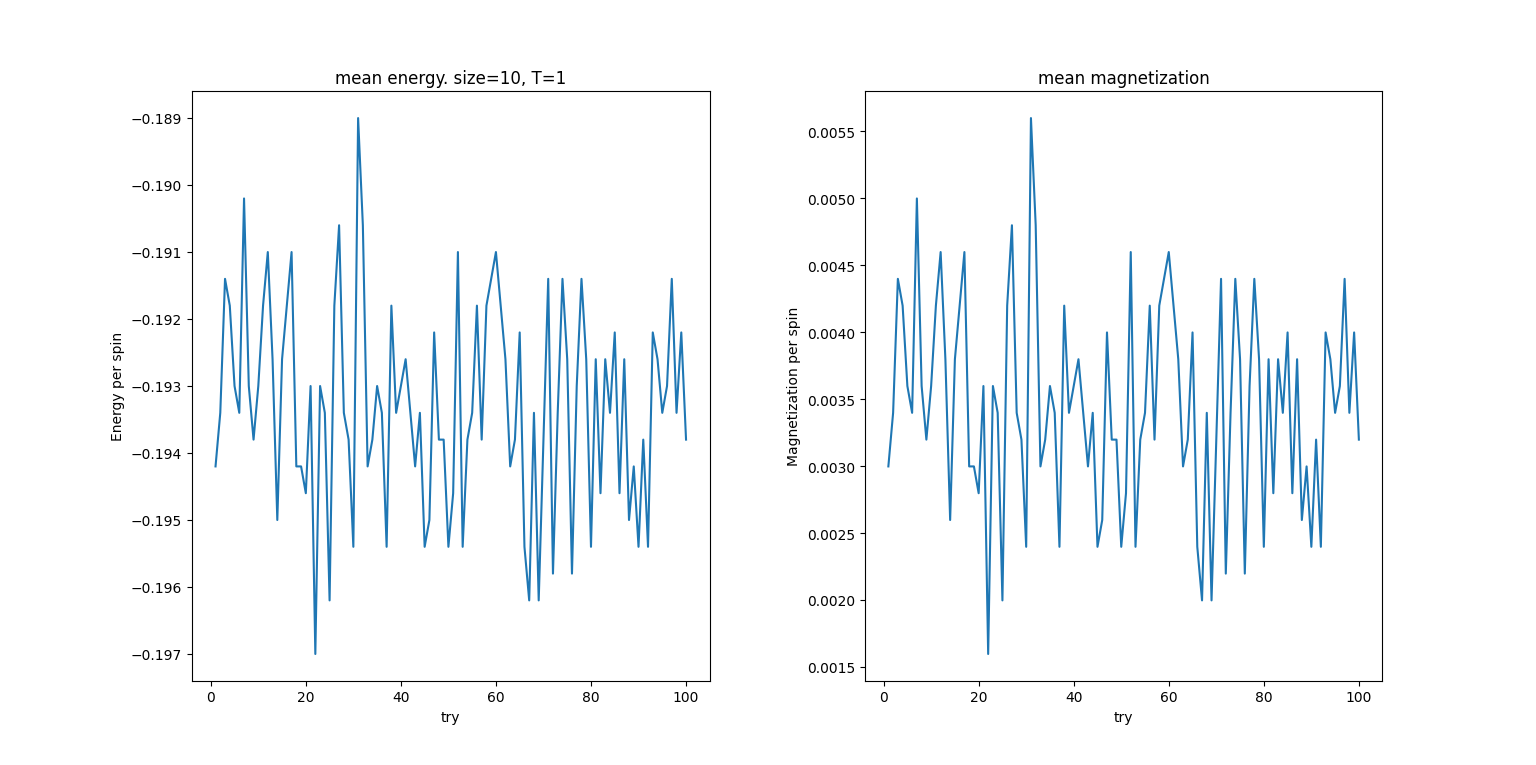 mean energy. size=10, T=1
Energy per spin
−0.189
−0.190
−0.191
−0.192
−0.193
−0.194
−0.195
−0.196
−0.197
0 20 40 60 80 100
try
mean magnetization
Magnetization per spin
0.0055
0.0050
0.0045
0.0040
0.0035
0.0030
0.0025
0.0020
0.0015
0 20 40 60 80 100
try